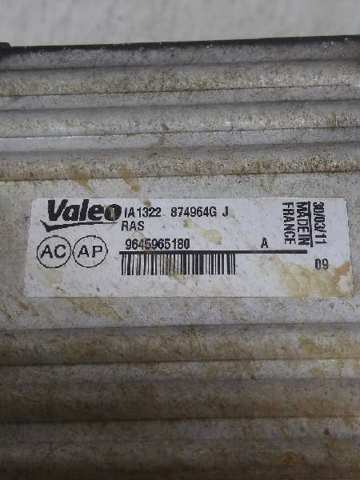 Valeo IA1322 874964G J
RAS
AC AP 9645965180 A
30/03/11
MADE IN
FRANCE
09